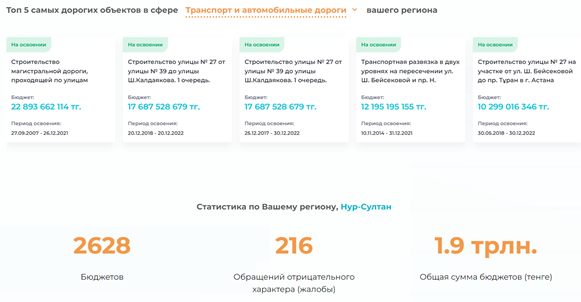 Топ 5 самых дорогих объектов в сфере Транспорт и автомобильные дороги вашего региона
На освоении
Строительство
магистральной дороги,
проходящей по улицам
Бюджет:
22 893 662 114 тг.
Период освоения:
27.09.2007 - 26.12.2021
На освоении
Строительство улицы № 27 от
улицы № 39 до улицы
Ш.Калдаякова. 1 очередь.
Бюджет:
17 687 528 679 тг.
Период освоения:
20.12.2018 - 20.12.2022
На освоении
Строительство улицы № 27 от
улицы № 39 до улицы
Ш.Калдаякова. 1 очередь.
Бюджет:
17 687 528 679 тг.
Период освоения:
25.12.2017 - 30.12.2022
На освоении
Транспортная развязка в двух
уровнях на пересечении ул.
Ш. Бейсековой и пр. Н.
Бюджет:
12 195 195 155 тг.
Период освоения:
10.11.2014 - 31.12.2021
На освоении
Строительство улицы № 27 на
участке от ул. Ш. Бейсековой
до пр. Туран в г. Астана
Бюджет:
10 299 016 346 тг.
Период освоения:
30.05.2018 - 30.12.2022
Статистика по Вашему региону, Нур-Султан
2628
Бюджетов
216
Обращений отрицательного
характера (жалобы)
1.9 трлн.
Общая сумма бюджетов (тенге)